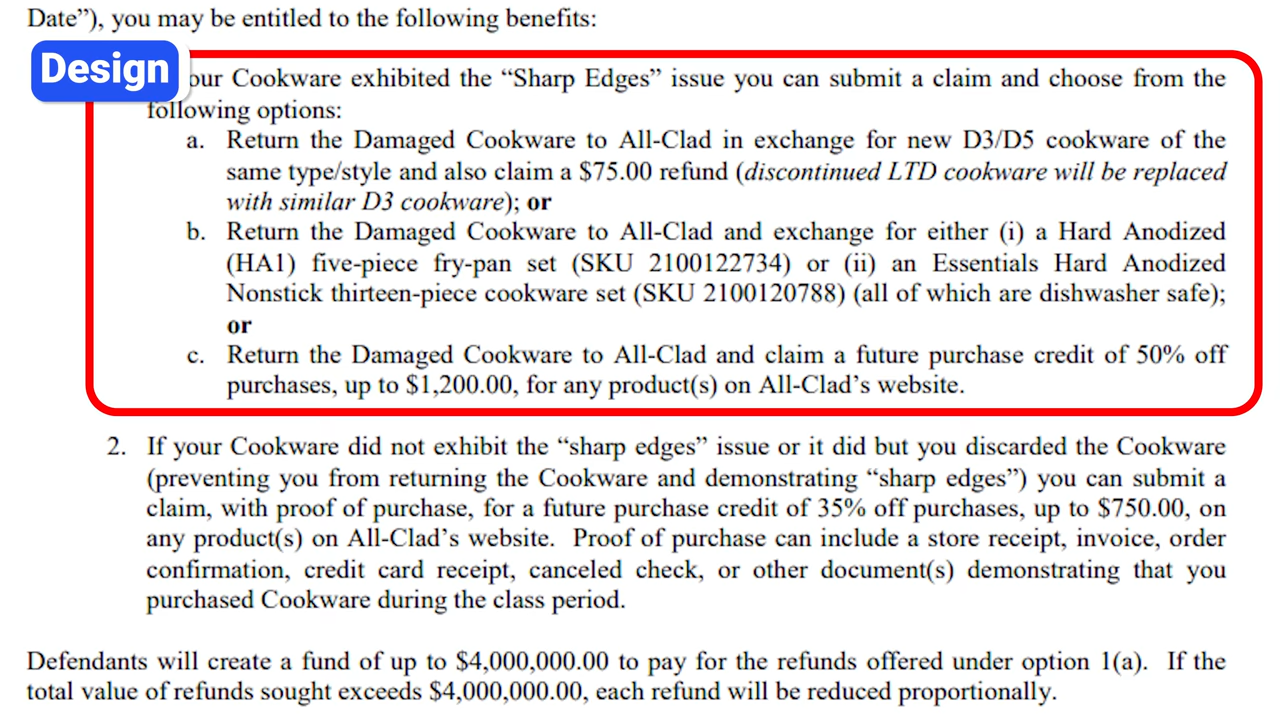 Date”), you may be entitled to the following benefits:
Design
our Cookware exhibited the “Sharp Edges” issue you can submit a claim and choose from the
following options:
a. Return the Damaged Cookware to All-Clad in exchange for new D3/D5 cookware of the
same type/style and also claim a $75.00 refund (discontinued LTD cookware will be replaced
with similar D3 cookware); or
b. Return the Damaged Cookware to All-Clad and exchange for either (i) a Hard Anodized
(HA1) five-piece fry-pan set (SKU 2100122734) or (ii) an Essentials Hard Anodized
Nonstick thirteen-piece cookware set (SKU 2100120788) (all of which are dishwasher safe);
or
c. Return the Damaged Cookware to All-Clad and claim a future purchase credit of 50% off
purchases, up to $1,200.00, for any product(s) on All-Clad’s website.
2. If your Cookware did not exhibit the “sharp edges” issue or it did but you discarded the Cookware
(preventing you from returning the Cookware and demonstrating “sharp edges”) you can submit a
claim, with proof of purchase, for a future purchase credit of 35% off purchases, up to $750.00, on
any product(s) on All-Clad’s website. Proof of purchase can include a store receipt, invoice, order
confirmation, credit card receipt, canceled check, or other document(s) demonstrating that you
purchased Cookware during the class period.
Defendants will create a fund of up to $4,000,000.00 to pay for the refunds offered under option 1(a). If the
total value of refunds sought exceeds $4,000,000.00, each refund will be reduced proportionally.